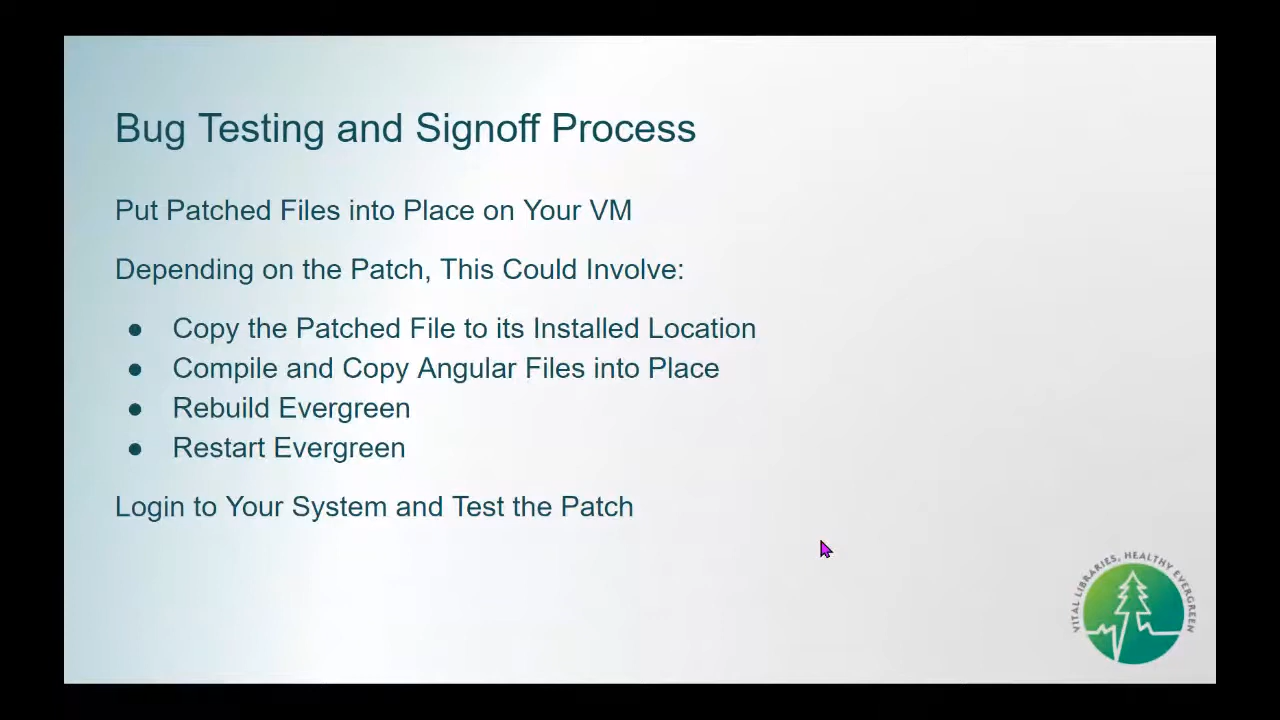 Bug Testing and Signoff Process
Put Patched Files into Place on Your VM
Depending on the Patch, This Could Involve:
● Copy the Patched File to its Installed Location
● Compile and Copy Angular Files into Place
● Rebuild Evergreen
● Restart Evergreen
Login to Your System and Test the Patch
VITAL LIBRARIES, HEALTHY EVERGREEN